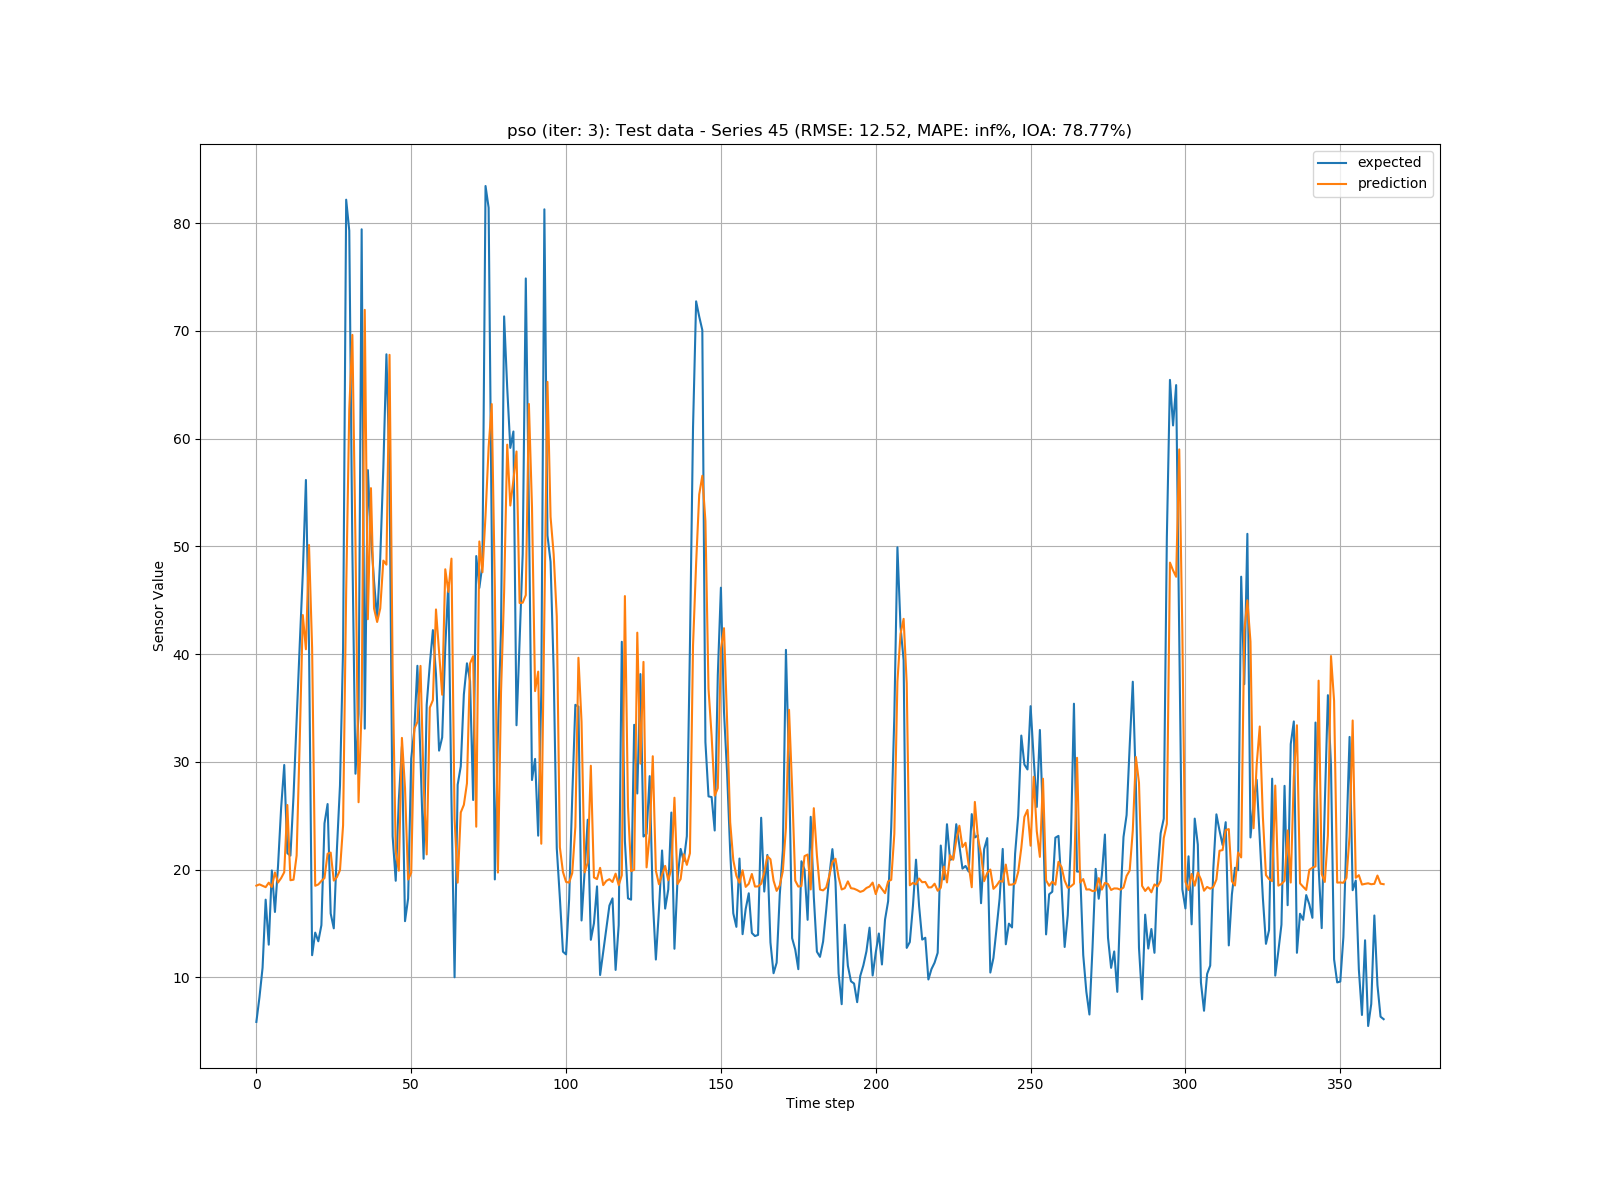 pso (iter: 3): Test data - Series 45 (RMSE: 12.52, MAPE: inf%, IOA: 78.77%)
expected
prediction
80
70
60
50
40
30
20
10
Sensor Value
0 50 100 150 200 250 300 350
Time step